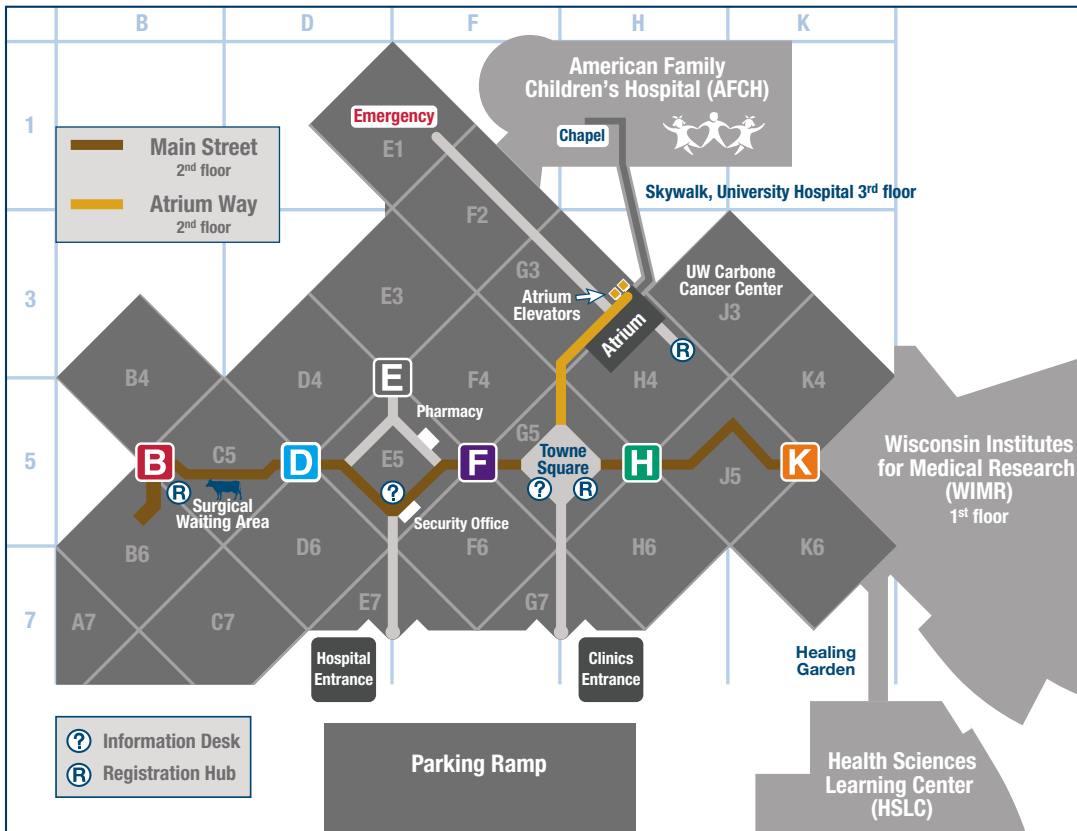 B D F H K
1
American Family
Children's Hospital (AFCH)
Emergency
Chapel
E1
Main Street
2nd floor
Atrium Way
2nd floor
Skywalk, University Hospital 3rd floor
F2
3
G3
E3
Atrium
Elevators
UW Carbone
Cancer Center
J3
Atrium
R
B4
D4
E
F4
H4
K4
Pharmacy
G5
5
B
C5
D
E5
F
Towne
Square
H
J5
K
Wisconsin Institutes
for Medical Research
(WIMR)
1st floor
R
?
?
R
Surgical
Waiting Area
Security Office
B6
D6
F6
H6
K6
7
A7
C7
E7
G7
Hospital
Entrance
Clinics
Entrance
Healing
Garden
? Information Desk
R Registration Hub
Parking Ramp
Health Sciences
Learning Center
(HSLC)